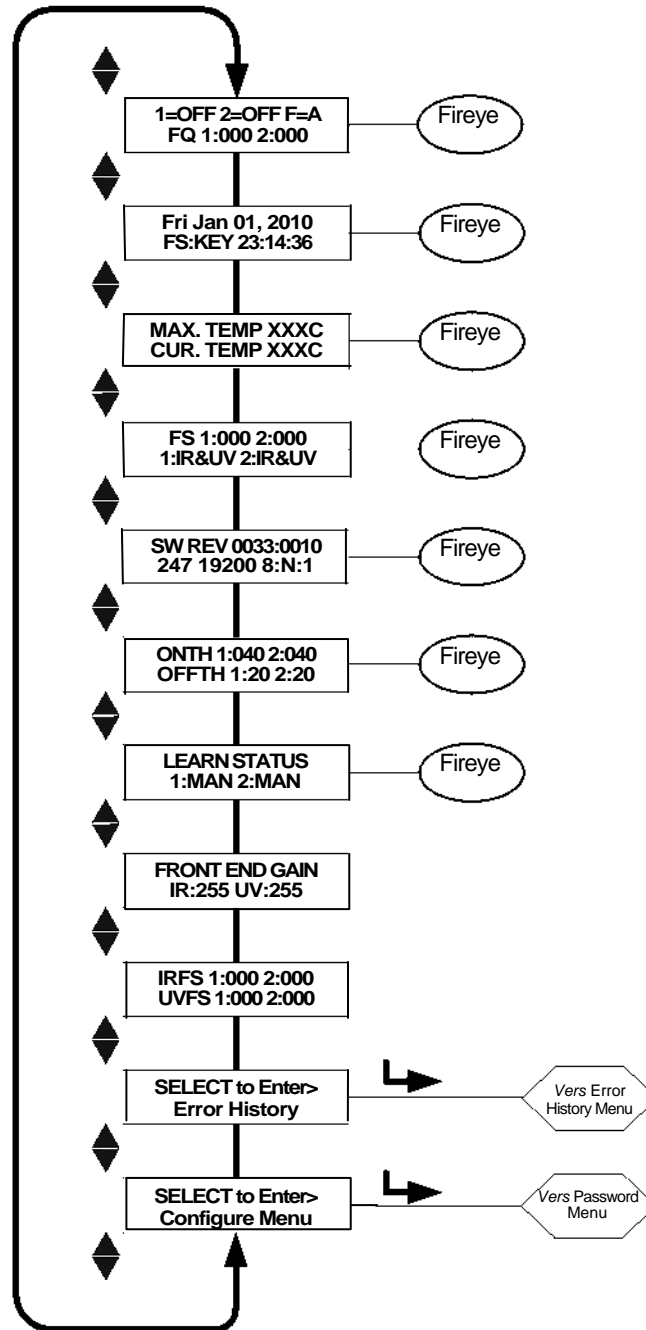 1=OFF 2=OFF F=A
FQ 1:000 2:000
Fireye
Fri Jan 01, 2010
FS:KEY 23:14:36
Fireye
MAX. TEMP XXXC
CUR. TEMP XXXC
Fireye
FS 1:000 2:000
1:IR&UV 2:IR&UV
Fireye
SW REV 0033:0010
247 19200 8:N:1
Fireye
ONTH 1:040 2:040
OFFTH 1:20 2:20
Fireye
LEARN STATUS
1:MAN 2:MAN
Fireye
FRONT END GAIN
IR:255 UV:255
IRFS 1:000 2:000
UVFS 1:000 2:000
SELECT to Enter>
Error History
Vers Error
History Menu
SELECT to Enter>
Configure Menu
Vers Password
Menu